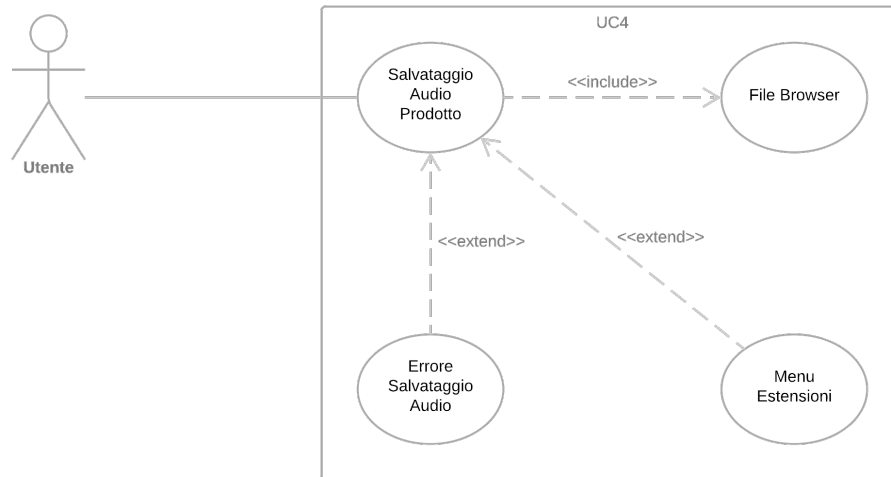 UC4
Salvataggio
Audio
Prodotto
<<include>>
File Browser
Utente
<<extend>>
<<extend>>
Errore
Salvataggio
Audio
Menu
Estensioni